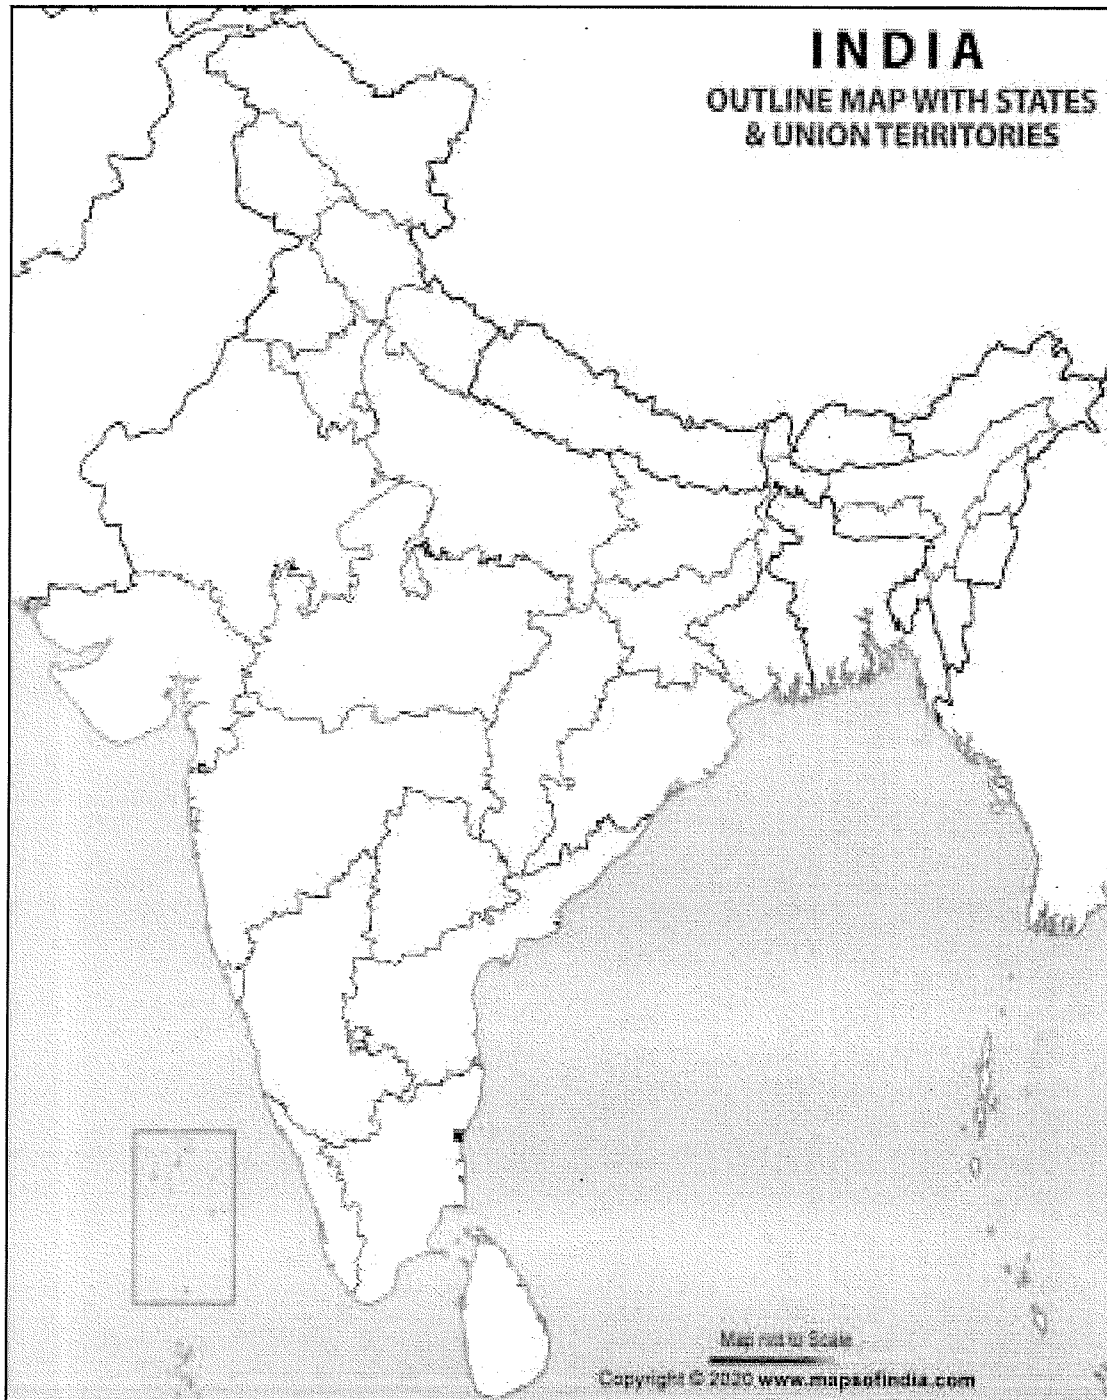 INDIA
OUTLINE MAP WITH STATES
& UNION TERRITORIES
Map not to Scale
Copyright © 2020 www.mapsofindia.com